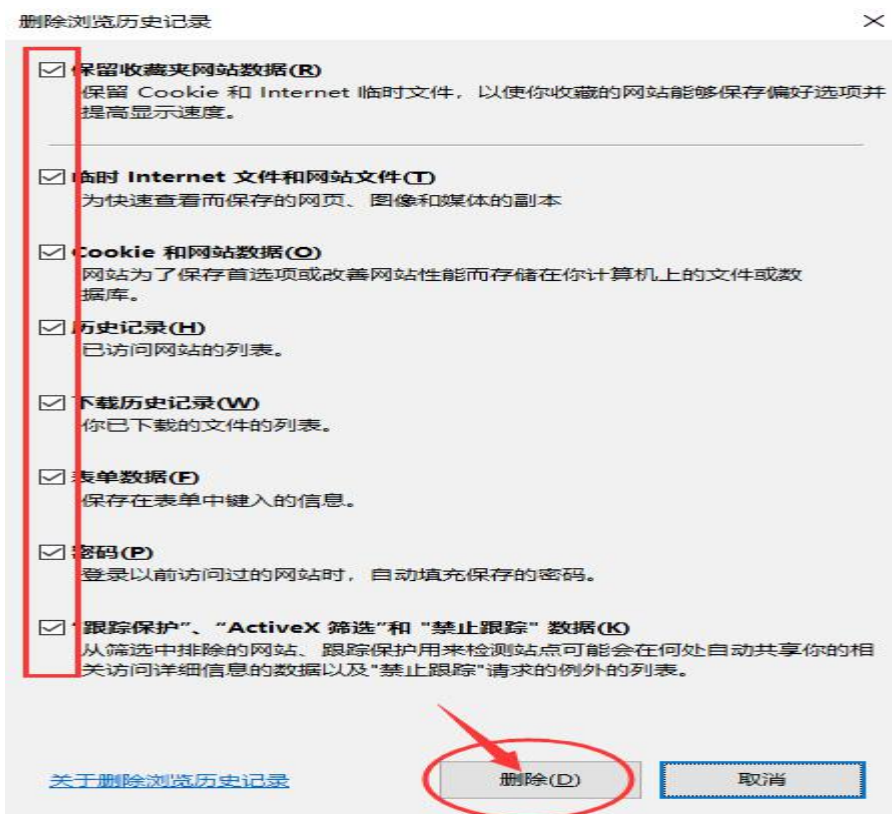 删除浏览历史记录
保留收藏夹网站数据(R)
保留 Cookie 和 Internet 临时文件，以使你收藏的网站能够保存偏好选项并
提高显示速度。
临时 Internet 文件和网站文件(T)
为快速查看而保存的网页、图像和媒体的副本
Cookie 和网站数据(O)
网站为了保存首选项或改善网站性能而存储在你计算机上的文件或数
据库。
历史记录(H)
已访问网站的列表。
下载历史记录(W)
你已下载的文件的列表。
表单数据(F)
保存在表单中键入的信息。
密码(P)
登录以前访问过的网站时，自动填充保存的密码。
"跟踪保护"、"ActiveX 筛选"和 "禁止跟踪" 数据(K)
从筛选中排除的网站、跟踪保护用来检测站点可能会在何处自动共享你的相
关访问详细信息的数据以及"禁止跟踪"请求的例外的列表。
关于删除浏览历史记录
删除(D)
取消